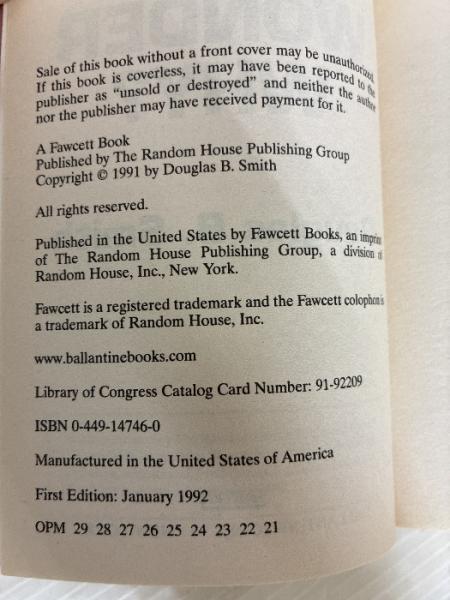 Sale of this book without a front cover may be unauthorized.
If this book is coverless, it may have been reported to the
publisher as “unsold or destroyed” and neither the author
nor the publisher may have received payment for it.
A Fawcett Book
Published by The Random House Publishing Group
Copyright © 1991 by Douglas B. Smith
All rights reserved.
Published in the United States by Fawcett Books, an imprint
of The Random House Publishing Group, a division of
Random House, Inc., New York.
Fawcett is a registered trademark and the Fawcett colophon is
a trademark of Random House, Inc.
www.ballantinebooks.com
Library of Congress Catalog Card Number: 91-92209
ISBN 0-449-14746-0
Manufactured in the United States of America
First Edition: January 1992
OPM 29 28 27 26 25 24 23 22 21